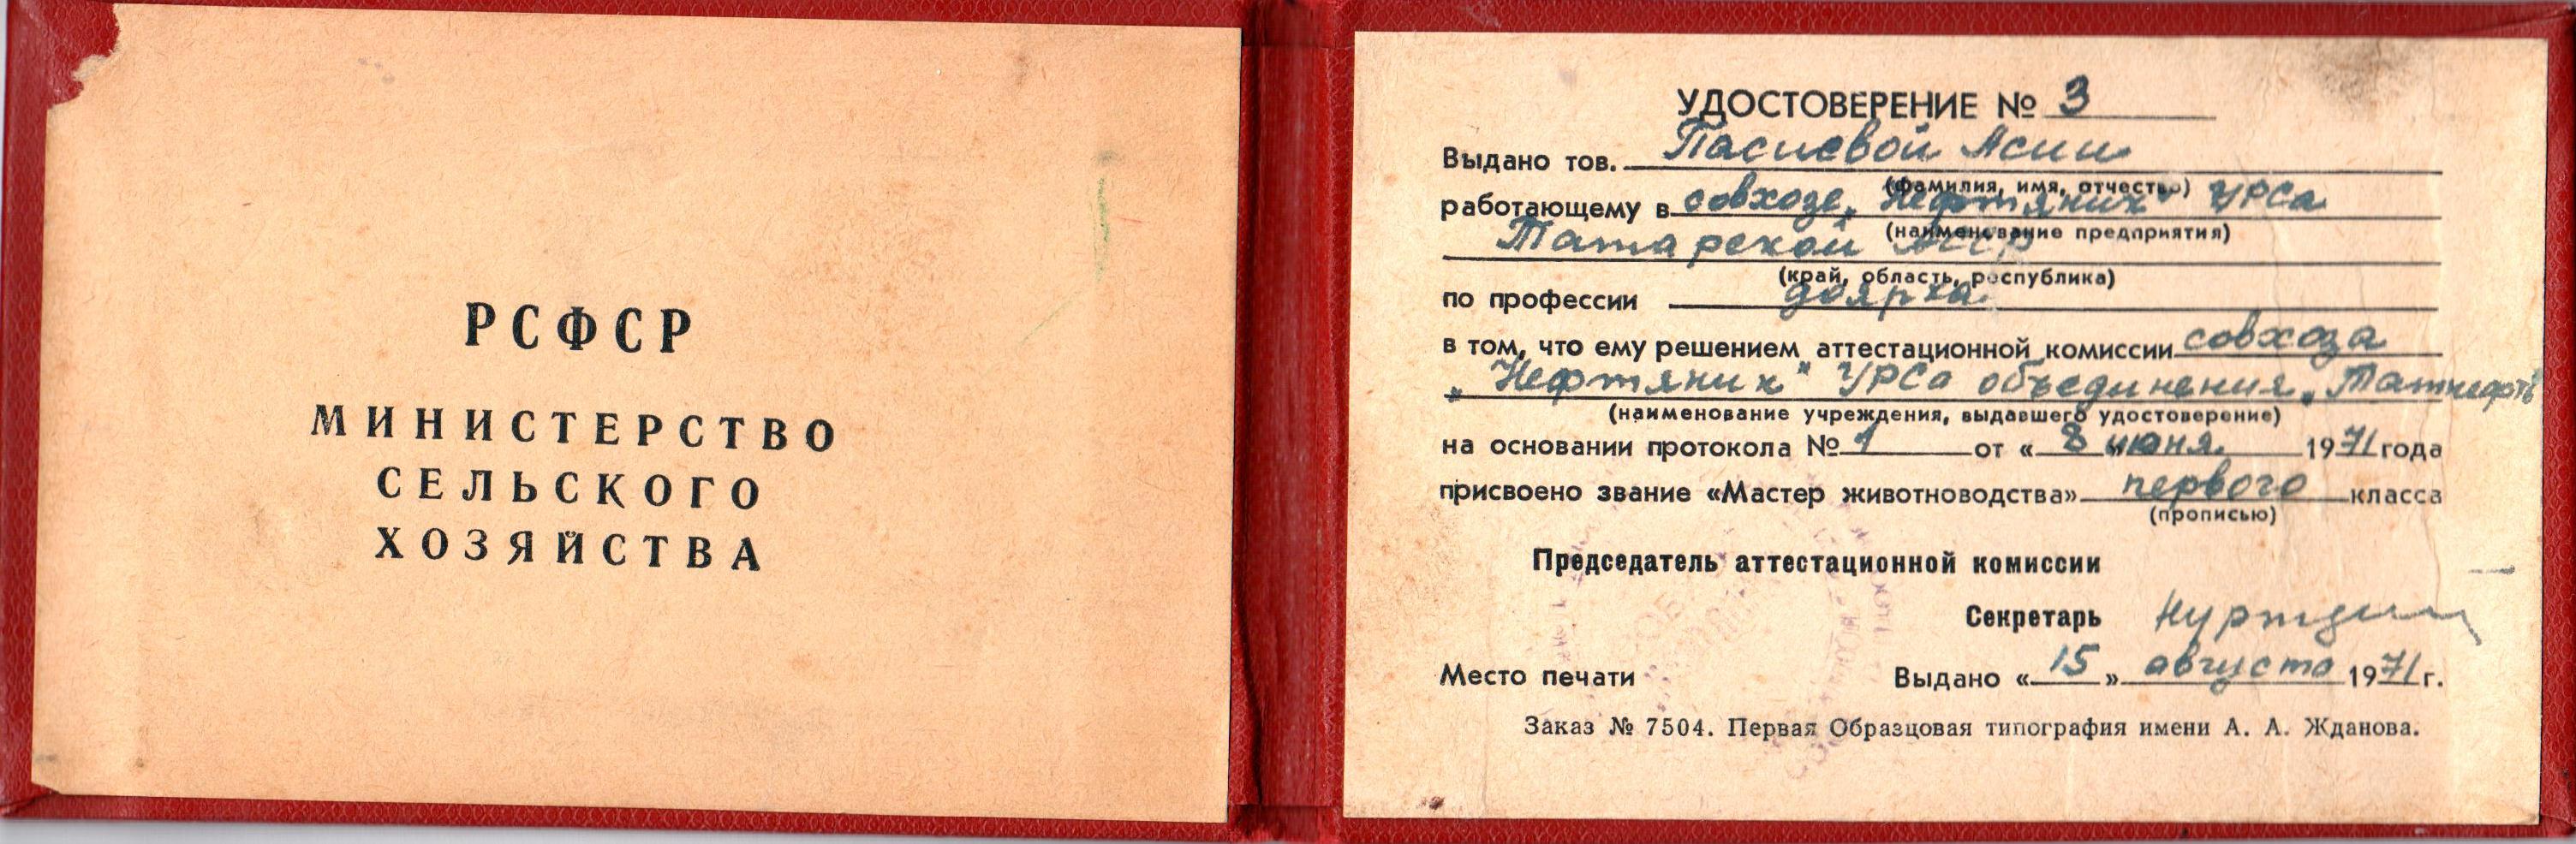 РСФСР
МИНИСТЕРСТВО
СЕЛЬСКОГО
ХОЗЯЙСТВА
УДОСТОВЕРЕНИЕ № 3
Выдано тов. Пасиевой Асии
(фамилия, имя, отчество)
работающему в совхозе „Нефтяник" УРСа
(наименование предприятия)
Татарской АССР
(край, область, республика)
по профессии доярка
в том, что ему решением аттестационной комиссии совхоза
„Нефтяник" УРСа объединения „Татнефть"
(наименование учреждения, выдавшего удостоверение)
на основании протокола № 1 от « 8 июня 1971 года
присвоено звание «Мастер животноводства» первого класса
(прописью)
Председатель аттестационной комиссии
Секретарь
Место печати Выдано «15» августа 1971 г.
Заказ № 7504. Первая Образцовая типография имени А. А. Жданова.